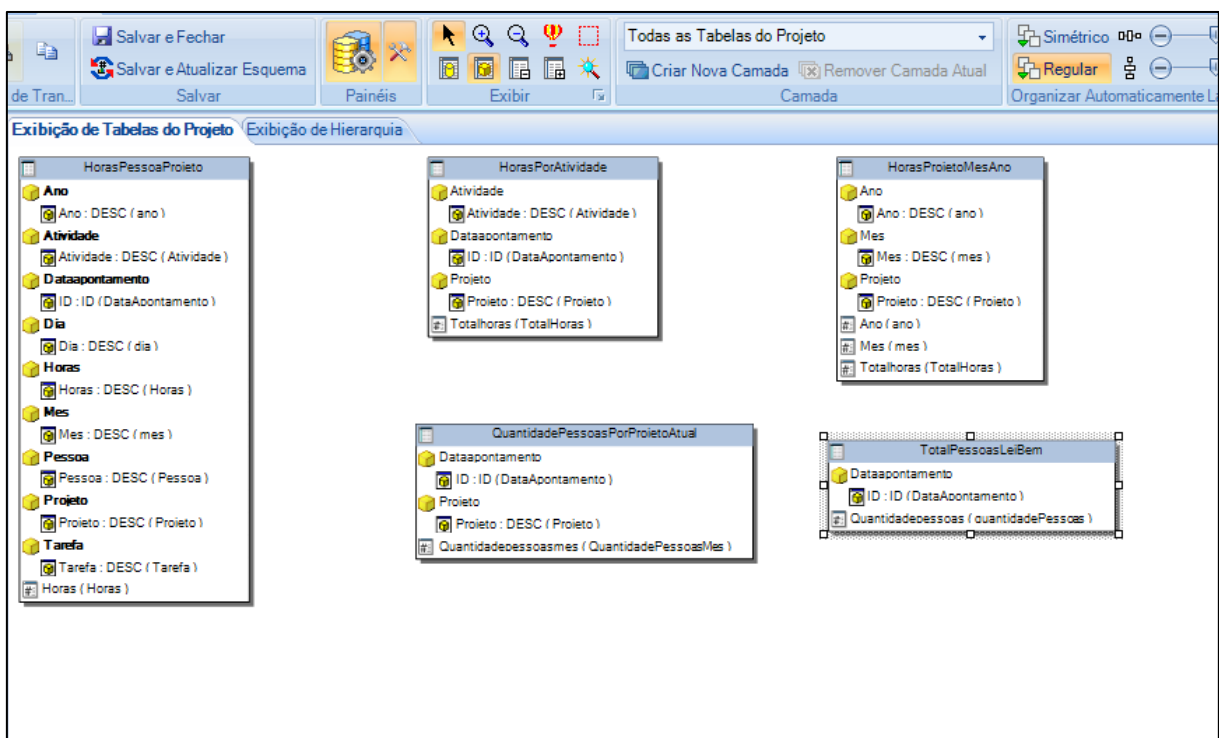 Salvar e Fechar
Salvar e Atualizar Esquema
de Tran...
Salvar
Painéis
Exibir
Todas as Tabelas do Projeto
Criar Nova Camada
Remover Camada Atual
Camada
Simétrico
Regular
Organizar Automaticamente
Exibição de Tabelas do Projeto
Exibição de Hierarquia
HorasPessoaProjeto
Ano
Ano : DESC ( ano )
Atividade
Atividade : DESC ( Atividade )
Dataapontamento
ID : ID ( DataApontamento )
Dia
Dia : DESC ( dia )
Horas
Horas : DESC ( Horas )
Mes
Mes : DESC ( mes )
Pessoa
Pessoa : DESC ( Pessoa )
Projeto
Projeto : DESC ( Projeto )
Tarefa
Tarefa : DESC ( Tarefa )
Horas ( Horas )
HorasPorAtividade
Atividade
Atividade : DESC ( Atividade )
Dataapontamento
ID : ID ( DataApontamento )
Projeto
Projeto : DESC ( Projeto )
Totalhoras ( TotalHoras )
HorasProjetoMesAno
Ano
Ano : DESC ( ano )
Mes
Mes : DESC ( mes )
Projeto
Projeto : DESC ( Projeto )
Ano ( ano )
Mes ( mes )
Totalhoras ( TotalHoras )
QuantidadePessoasPorProjetoAtual
Dataapontamento
ID : ID ( DataApontamento )
Projeto
Projeto : DESC ( Projeto )
Quantidadepessoasmes ( QuantidadePessoasMes )
TotalPessoasLeiBem
Dataapontamento
ID : ID ( DataApontamento )
Quantidadepessoas ( quantidadePessoas )